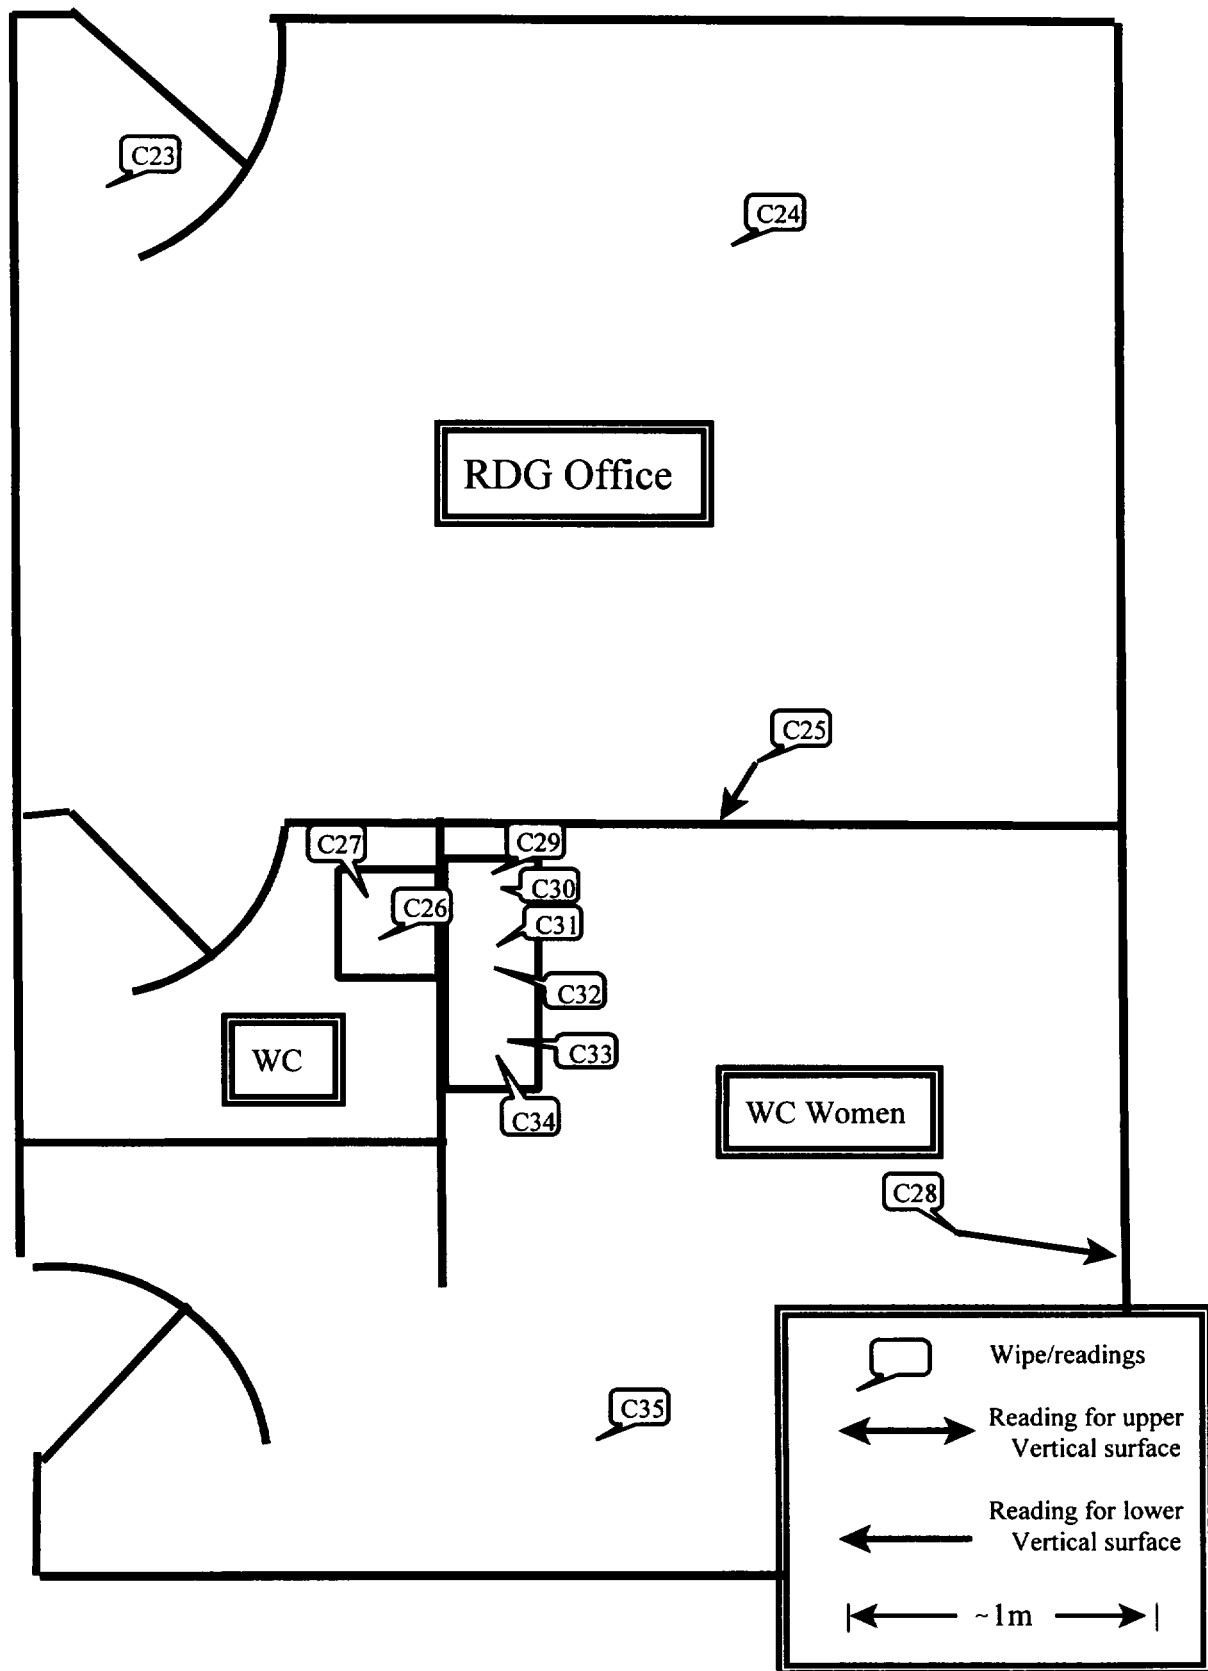 C23
C24
RDG Office
C25
C27
C29
C30
C26
C31
C32
C33
WC
C34
WC Women
C28
Wipe/readings
Reading for upper
Vertical surface
C35
Reading for lower
Vertical surface
~1m